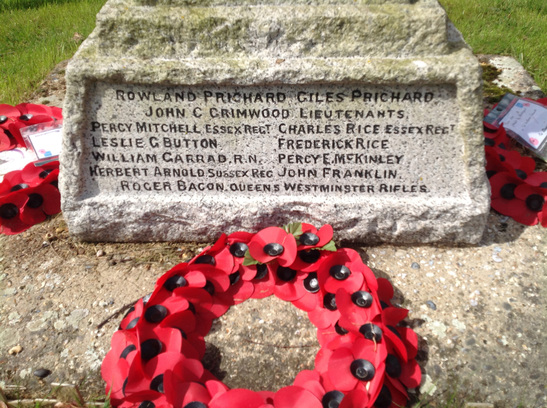 ROWLAND PRICHARD GILES PRICHARD
JOHN C GRIMWOOD LIEUTENANTS.
PERCY MITCHELL ESSEX REGT CHARLES RICE ESSEX REGT
LESLIE G BUTTON FREDERICK RICE
WILLIAM GARRAD, R.N. PERCY E. MCKINLEY
HERBERT ARNOLD SUSSEX REG JOHN FRANKLIN.
ROGER BACON. QUEENS WESTMINSTER RIFLES.